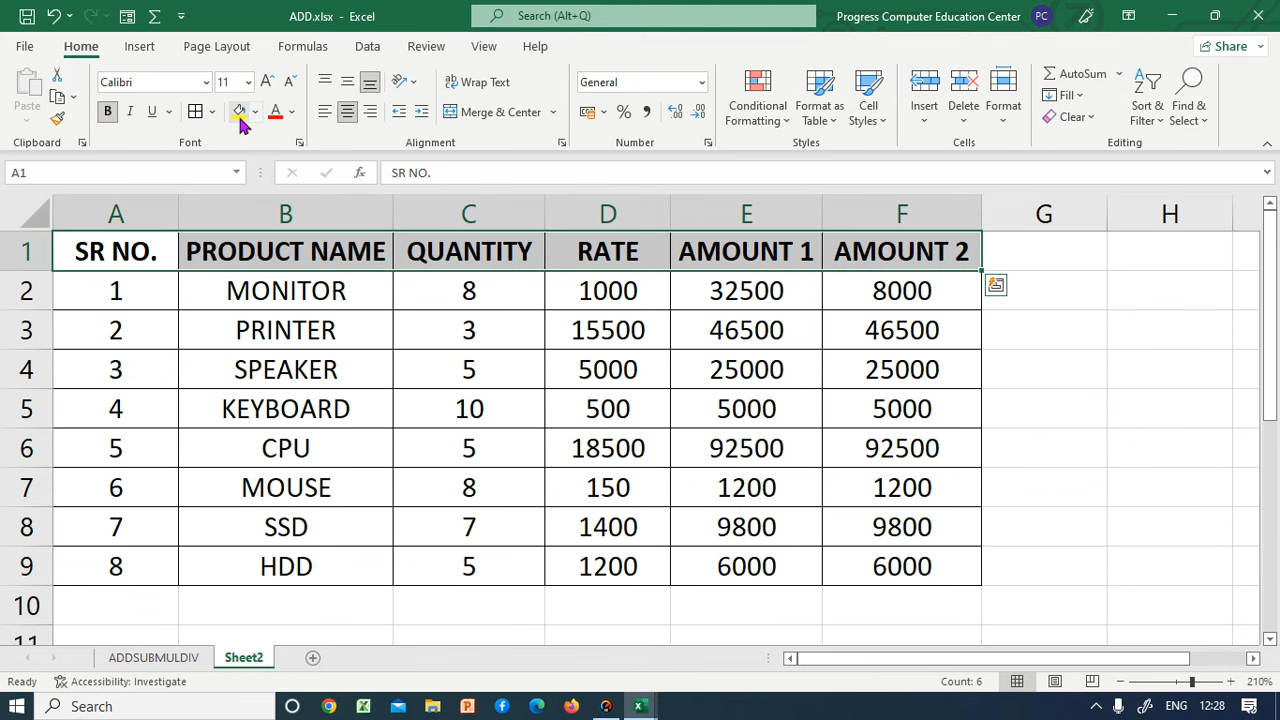 ADD.xlsx - Excel
Search (Alt+Q)
Progress Computer Education Center
PC
File
Home
Insert
Page Layout
Formulas
Data
Review
View
Help
Share
Paste
Clipboard
Calibri
11
Font
Wrap Text
Merge & Center
Alignment
General
Number
Conditional Formatting
Format as Table
Cell Styles
Styles
Insert
Delete
Format
Cells
AutoSum
Fill
Clear
Sort & Filter
Find & Select
Editing
A1
fx
SR NO.
A B C D E F G H
1 SR NO. PRODUCT NAME QUANTITY RATE AMOUNT 1 AMOUNT 2
2 1 MONITOR 8 1000 32500 8000
3 2 PRINTER 3 15500 46500 46500
4 3 SPEAKER 5 5000 25000 25000
5 4 KEYBOARD 10 500 5000 5000
6 5 CPU 5 18500 92500 92500
7 6 MOUSE 8 150 1200 1200
8 7 SSD 7 1400 9800 9800
9 8 HDD 5 1200 6000 6000
10
11
ADDSUBMULDIV
Sheet2
Ready
Accessibility: Investigate
Count: 6
210%
Search
ENG
12:28